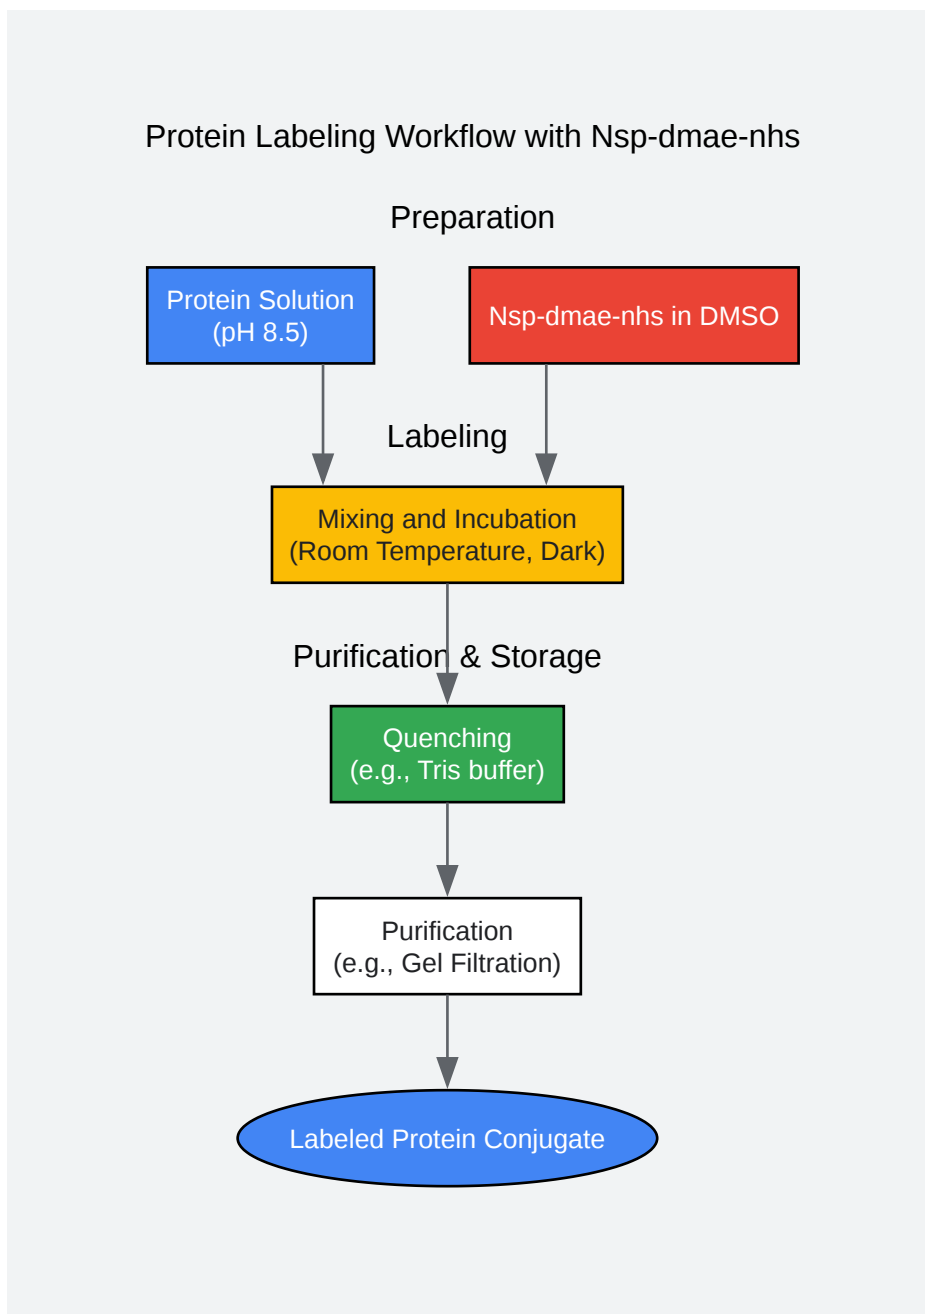 Protein Labeling Workflow with Nsp-dmae-nhs
Preparation
Protein Solution
(pH 8.5)
Nsp-dmae-nhs in DMSO
Labeling
Mixing and Incubation
(Room Temperature, Dark)
Purification & Storage
Quenching
(e.g., Tris buffer)
Purification
(e.g., Gel Filtration)
Labeled Protein Conjugate